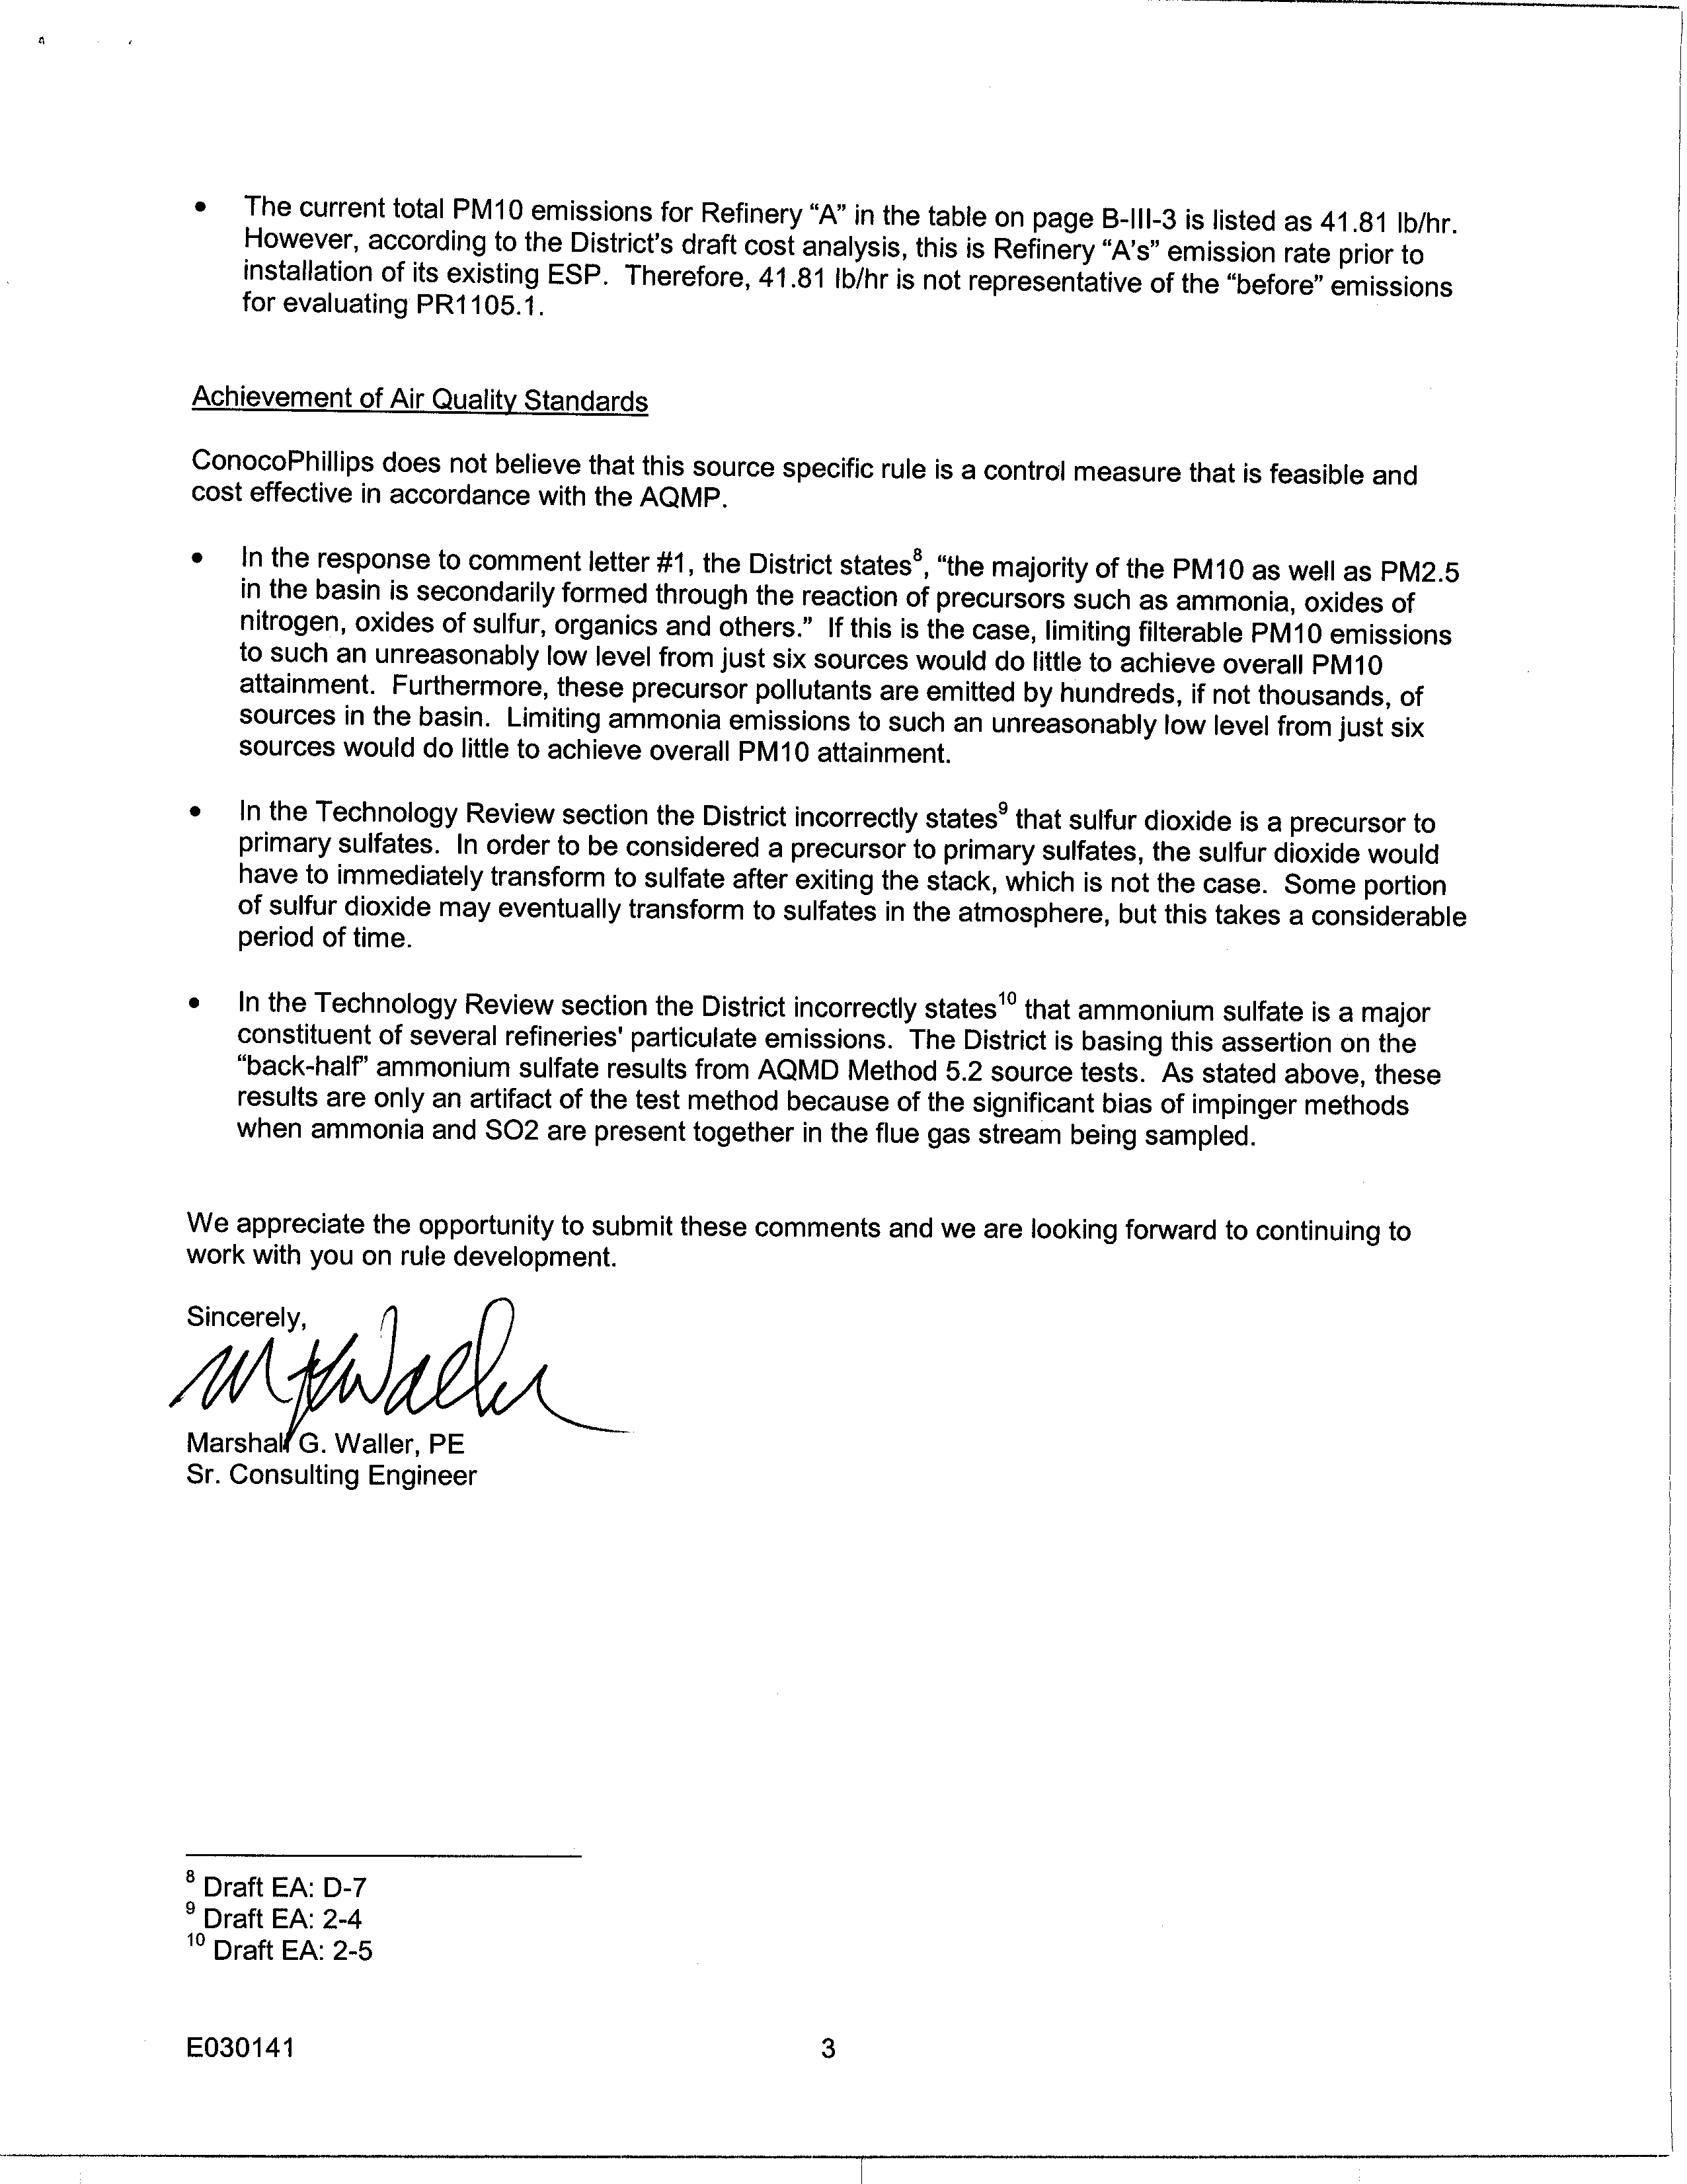 • The current total PM10 emissions for Refinery “A” in the table on page B-III-3 is listed as 41.81 lb/hr.
However, according to the District's draft cost analysis, this is Refinery “A's” emission rate prior to
installation of its existing ESP. Therefore, 41.81 lb/hr is not representative of the “before” emissions
for evaluating PR1105.1.
Achievement of Air Quality Standards
ConocoPhillips does not believe that this source specific rule is a control measure that is feasible and
cost effective in accordance with the AQMP.
• In the response to comment letter #1, the District states⁸, “the majority of the PM10 as well as PM2.5
in the basin is secondarily formed through the reaction of precursors such as ammonia, oxides of
nitrogen, oxides of sulfur, organics and others.” If this is the case, limiting filterable PM10 emissions
to such an unreasonably low level from just six sources would do little to achieve overall PM10
attainment. Furthermore, these precursor pollutants are emitted by hundreds, if not thousands, of
sources in the basin. Limiting ammonia emissions to such an unreasonably low level from just six
sources would do little to achieve overall PM10 attainment.
• In the Technology Review section the District incorrectly states⁹ that sulfur dioxide is a precursor to
primary sulfates. In order to be considered a precursor to primary sulfates, the sulfur dioxide would
have to immediately transform to sulfate after exiting the stack, which is not the case. Some portion
of sulfur dioxide may eventually transform to sulfates in the atmosphere, but this takes a considerable
period of time.
• In the Technology Review section the District incorrectly states¹⁰ that ammonium sulfate is a major
constituent of several refineries' particulate emissions. The District is basing this assertion on the
“back-half” ammonium sulfate results from AQMD Method 5.2 source tests. As stated above, these
results are only an artifact of the test method because of the significant bias of impinger methods
when ammonia and SO2 are present together in the flue gas stream being sampled.
We appreciate the opportunity to submit these comments and we are looking forward to continuing to
work with you on rule development.
Sincerely,
Marshall G. Waller, PE
Sr. Consulting Engineer
⁸ Draft EA: D-7
⁹ Draft EA: 2-4
¹⁰ Draft EA: 2-5
E030141 3